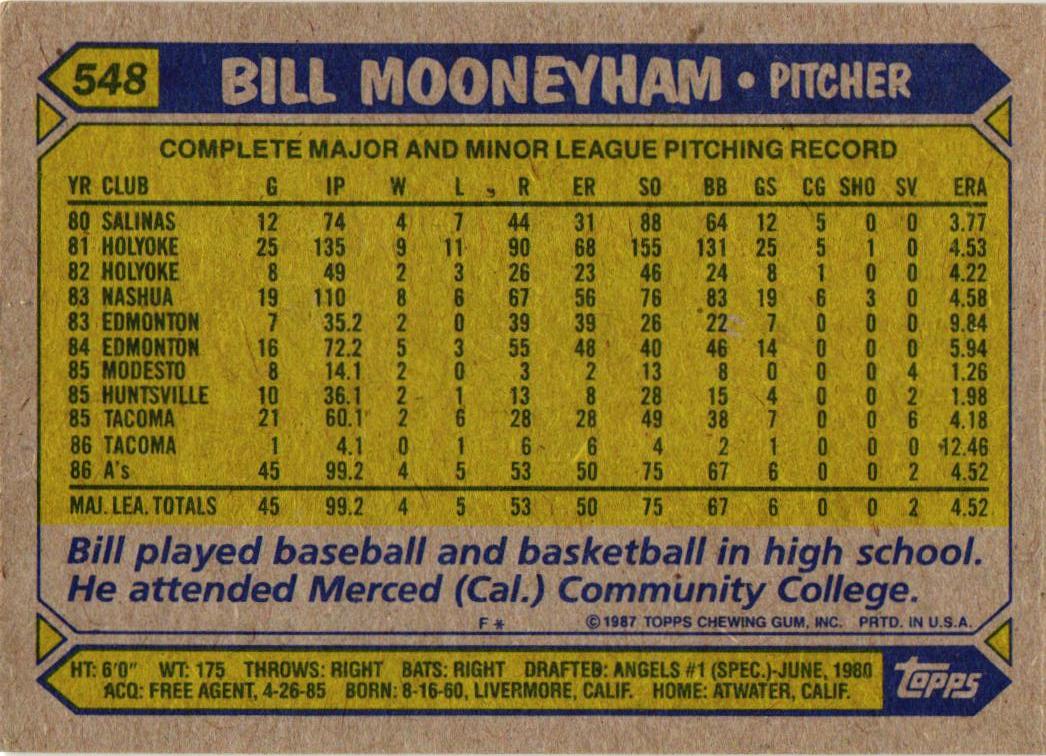 548 BILL MOONEYHAM • PITCHER
COMPLETE MAJOR AND MINOR LEAGUE PITCHING RECORD
YR CLUB G IP W L R ER SO BB GS CG SHO SV ERA
80 SALINAS 12 74 4 7 44 31 88 64 12 5 0 0 3.77
81 HOLYOKE 25 135 9 11 90 68 155 131 25 5 1 0 4.53
82 HOLYOKE 8 49 2 3 26 23 46 24 8 1 0 0 4.22
83 NASHUA 19 110 8 6 67 56 76 83 19 6 3 0 4.58
83 EDMONTON 7 35.2 2 0 39 39 26 22 7 0 0 0 9.84
84 EDMONTON 16 72.2 5 3 55 48 40 46 14 0 0 0 5.94
85 MODESTO 8 14.1 2 0 3 2 13 8 0 0 0 4 1.26
85 HUNTSVILLE 10 36.1 2 1 13 8 28 15 4 0 0 2 1.98
85 TACOMA 21 60.1 2 6 28 28 49 38 7 0 0 6 4.18
86 TACOMA 1 4.1 0 1 6 6 4 2 1 0 0 0 12.46
86 A's 45 99.2 4 5 53 50 75 67 6 0 0 2 4.52
MAJ. LEA. TOTALS 45 99.2 4 5 53 50 75 67 6 0 0 2 4.52
Bill played baseball and basketball in high school.
He attended Merced (Cal.) Community College.
F* ©1987 TOPPS CHEWING GUM, INC. PRTD. IN U.S.A.
HT: 6'0" WT: 175 THROWS: RIGHT BATS: RIGHT DRAFTED: ANGELS #1 (SPEC.)-JUNE, 1980
ACQ: FREE AGENT, 4-26-85 BORN: 8-16-60, LIVERMORE, CALIF. HOME: ATWATER, CALIF.
TOPPS